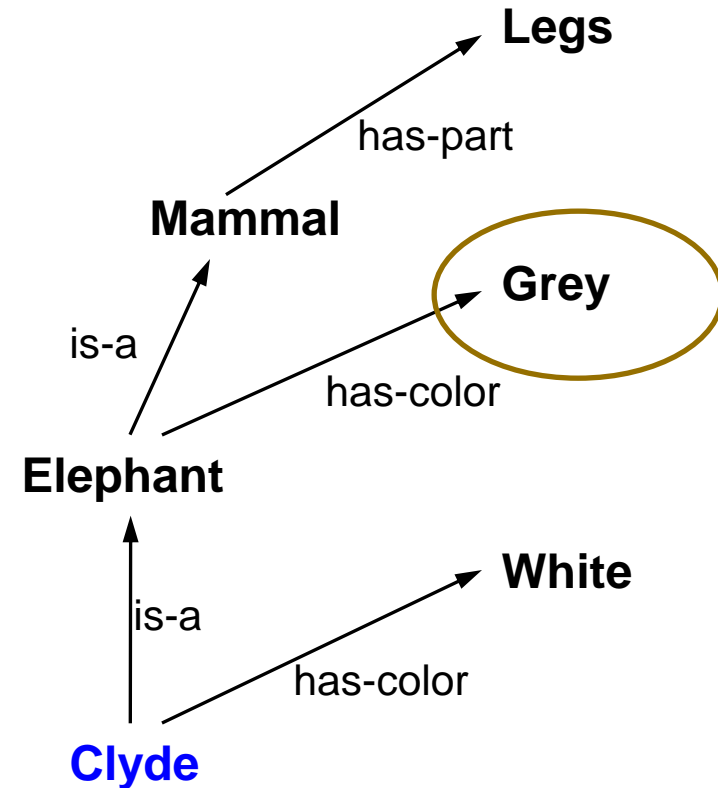 Legs
has-part
Mammal
Grey
is-a
has-color
Elephant
White
is-a
has-color
Clyde